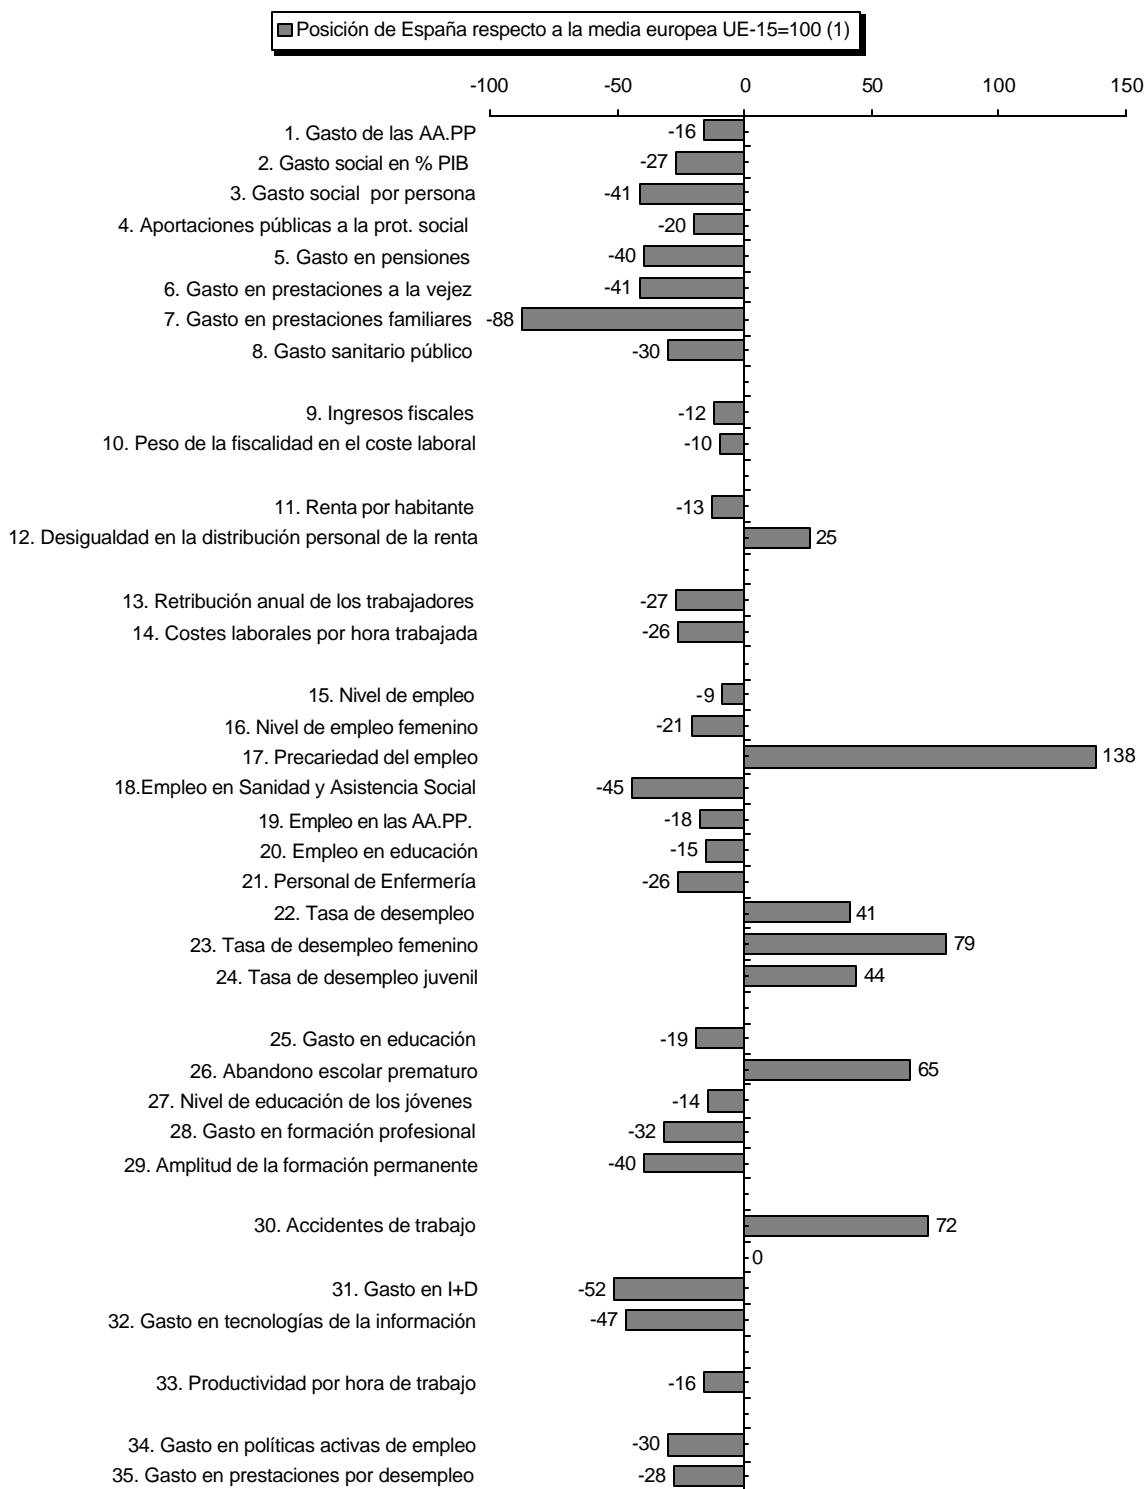 Posición de España respecto a la media europea UE-15=100 (1)
-100 -50 0 50 100 150
1. Gasto de las AA.PP -16
2. Gasto social en % PIB -27
3. Gasto social por persona -41
4. Aportaciones públicas a la prot. social -20
5. Gasto en pensiones -40
6. Gasto en prestaciones a la vejez -41
7. Gasto en prestaciones familiares -88
8. Gasto sanitario público -30
9. Ingresos fiscales -12
10. Peso de la fiscalidad en el coste laboral -10
11. Renta por habitante -13
12. Desigualdad en la distribución personal de la renta 25
13. Retribución anual de los trabajadores -27
14. Costes laborales por hora trabajada -26
15. Nivel de empleo -9
16. Nivel de empleo femenino -21
17. Precariedad del empleo 138
18.Empleo en Sanidad y Asistencia Social -45
19. Empleo en las AA.PP. -18
20. Empleo en educación -15
21. Personal de Enfermería -26
22. Tasa de desempleo 41
23. Tasa de desempleo femenino 79
24. Tasa de desempleo juvenil 44
25. Gasto en educación -19
26. Abandono escolar prematuro 65
27. Nivel de educación de los jóvenes -14
28. Gasto en formación profesional -32
29. Amplitud de la formación permanente -40
30. Accidentes de trabajo 72
0
31. Gasto en I+D -52
32. Gasto en tecnologías de la información -47
33. Productividad por hora de trabajo -16
34. Gasto en políticas activas de empleo -30
35. Gasto en prestaciones por desempleo -28